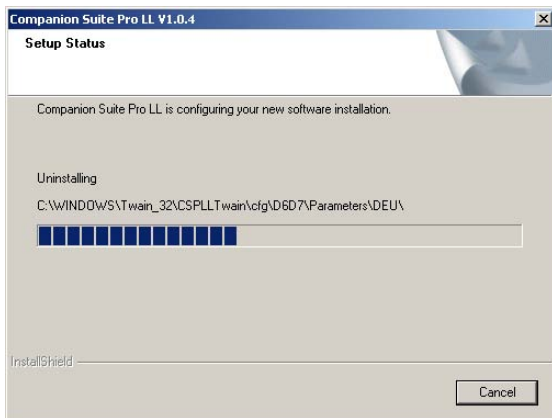 Companion Suite Pro LL V1.0.4
Setup Status
Companion Suite Pro LL is configuring your new software installation.
Uninstalling
C:\WINDOWS\Twain_32\CSPLLTwain\cfg\D6D7\Parameters\DEU\
InstallShield
Cancel